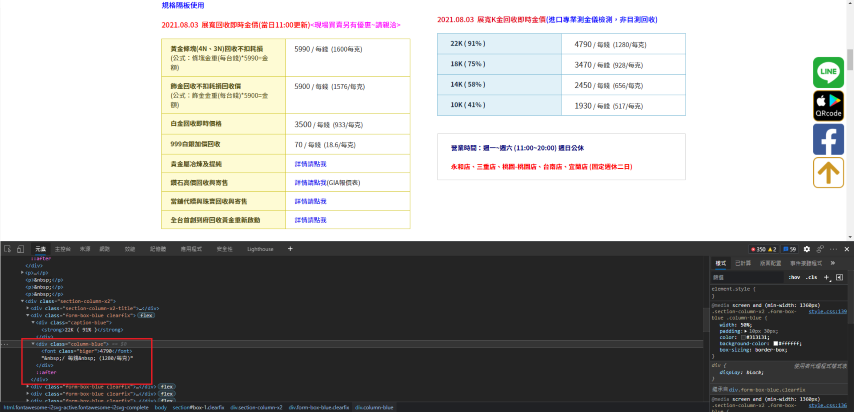 規格隔板使用
2021.08.03 展寬回收即時金價(當日11:00更新)<現場買賣另有優惠~請報洽>
黃金條塊(4N、3N)回收不扣耗損
(公式：條塊金重(每台錢)*5990=金額)
5990 / 每錢 (1600每克)
飾金回收不扣耗損回收價
(公式：飾金金重(每台錢)*5900=金額)
5900 / 每錢 (1576/每克)
白金回收即時價格
3500 / 每錢 (933/每克)
999白銀加價回收
70 / 每錢 (18.6/每克)
貴金屬冶煉及提純
詳情請點我
鑽石高價回收與寄售
詳情請點我(GIA報價表)
當舖代贖與珠寶回收與寄售
詳情請點我
全台首創到府回收黃金重新啟動
詳情請點我
2021.08.03 展寬K金回收即時金價(進口專業測金儀檢測，非目測回收)
22K ( 91% )
4790 / 每錢 (1280/每克)
18K ( 75% )
3470 / 每錢 (928/每克)
14K ( 58% )
2450 / 每錢 (656/每克)
10K ( 41% )
1930 / 每錢 (517/每克)
營業時間：週一~週六 (11:00~20:00) 週日公休
永和店、三重店、桃園-桃園店、台南店、宜蘭店 (固定週休二日)
LINE
QRcode
元素
主控台
來源
網路
效能
記憶體
應用程式
安全性
Lighthouse
350
2
59
::after
</div>
<p>…</p>
<p>&nbsp;</p>
<p>&nbsp;</p>
<p>&nbsp;</p>
<div class="section-column-x2">
<div class="section-column-x2-title">…</div>
<div class="form-box-blue clearfix"> flex
<div class="caption-blue">
<strong>22K ( 91% )</strong>
</div>
<div class="column-blue"> == $0
<font class="biger">4790</font>
"&nbsp;/ 每錢&nbsp; (1280/每克)"
</div>
::after
</div>
<div class="form-box-blue clearfix">…</div> flex
<div class="form-box-blue clearfix">…</div> flex
<div class="form-box-blue clearfix">…</div> flex
html.fontawesome-i2svg-active.fontawesome-i2svg-complete body section#box-1.clearfix div.section-column-x2 div.form-box-blue.clearfix div.column-blue
樣式
已計算
版面配置
事件接聽程式
篩選
:hov .cls
element.style {
}
@media screen and (min-width: 1360px)
.section-column-x2 .form-box-blue .column-blue {
style.css:139
width: 50%;
padding: 10px 30px;
color: #313131;
background-color: #ffffff;
box-sizing: border-box;
}
div {
使用者代理程式樣式表
display: block;
}
繼承自div.form-box-blue.clearfix
@media screen and (min-width: 1360px)
style.css:136